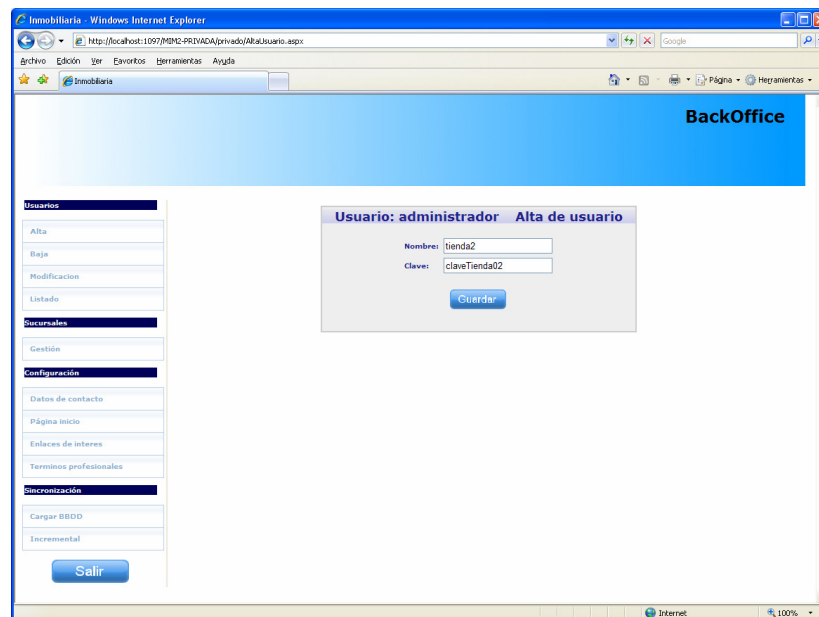 Inmobiliaria - Windows Internet Explorer
http://localhost:1097/MIM2-PRIVADA/privado/AltaUsuario.aspx
Google
Archivo Edición Ver Favoritos Herramientas Ayuda
Inmobiliaria
Página
Herramientas
BackOffice
Usuarios
Alta
Baja
Modificacion
Listado
Sucursales
Gestión
Configuración
Datos de contacto
Página inicio
Enlaces de interes
Terminos profesionales
Sincronización
Cargar BBDD
Incremental
Salir
Usuario: administrador Alta de usuario
Nombre: tienda2
Clave: claveTienda02
Guardar
Internet
100%